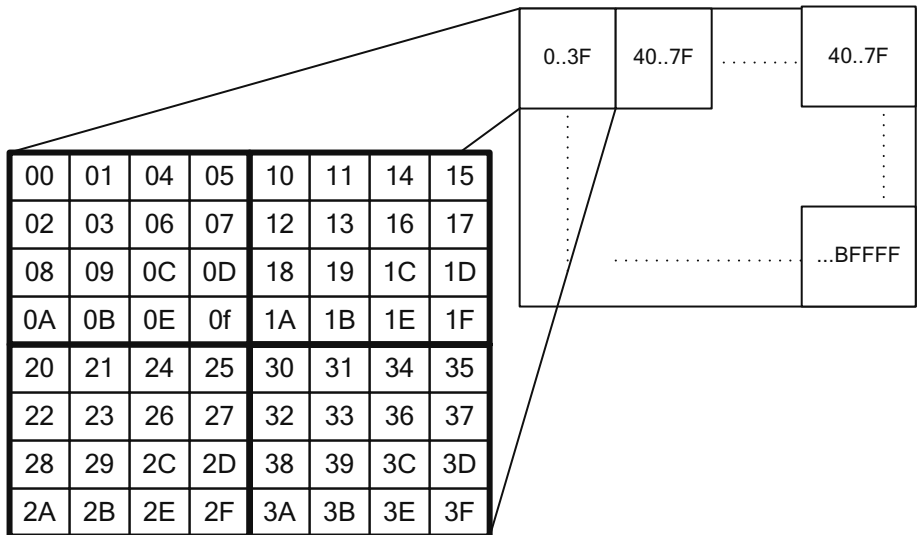 0..3F 40..7F 40..7F
00 01 04 05 10 11 14 15
02 03 06 07 12 13 16 17
...BFFFF
08 09 0C 0D 18 19 1C 1D
0A 0B 0E 0f 1A 1B 1E 1F
20 21 24 25 30 31 34 35
22 23 26 27 32 33 36 37
28 29 2C 2D 38 39 3C 3D
2A 2B 2E 2F 3A 3B 3E 3F